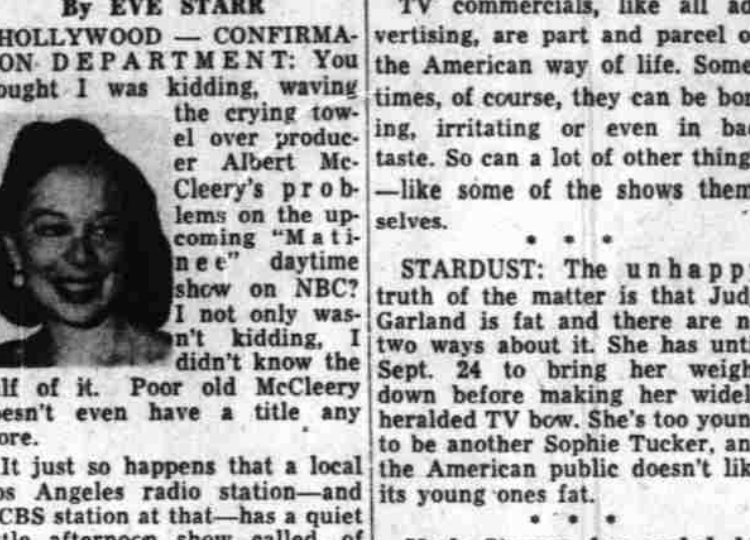 By EVE STARR
HOLLYWOOD — CONFIRMA-
ON DEPARTMENT: You
ought I was kidding, waving
the crying tow-
el over produc-
er Albert Mc-
Cleery's prob-
lems on the up-
coming "Mati-
nee" daytime
show on NBC?
I not only was-
n't kidding, I
didn't know the
lf of it. Poor old McCleery
esn't even have a title any
ore.
It just so happens that a local
os Angeles radio station—and
CBS station at that—has a quiet
tle afternoon show called, of
TV commercials, like all ad
vertising, are part and parcel o
the American way of life. Some
times, of course, they can be bor
ing, irritating or even in ba
taste. So can a lot of other thing
—like some of the shows them
selves.
* * *
STARDUST: The unhapp
truth of the matter is that Jud
Garland is fat and there are n
two ways about it. She has unti
Sept. 24 to bring her weigh
down before making her widel
heralded TV bow. She's too youn
to be another Sophie Tucker, an
the American public doesn't lik
its young ones fat.
* * *